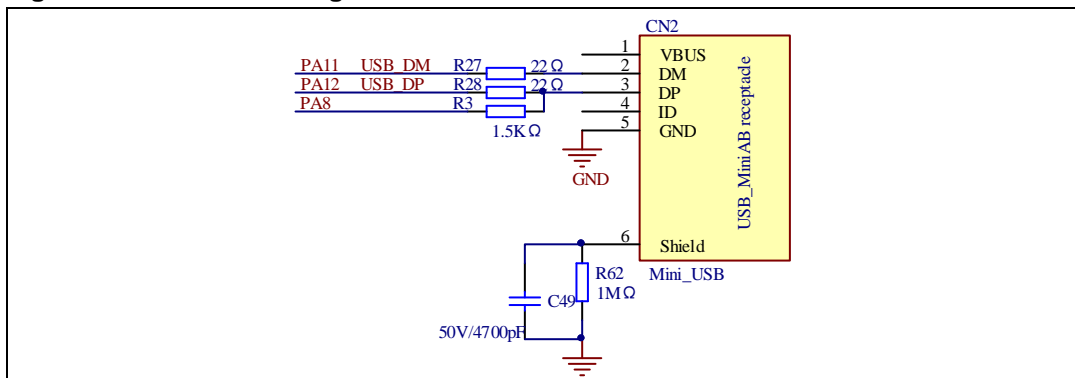 CN2
1 VBUS
PA11 USB_DM R27 22Ω 2 DM
PA12 USB_DP R28 22Ω 3 DP
PA8 R3 4 ID
1.5KΩ 5 GND
GND
USB_MiniAB receptacle
6 Shield
R62 Mini_USB
C49 1MΩ
50V/4700pF